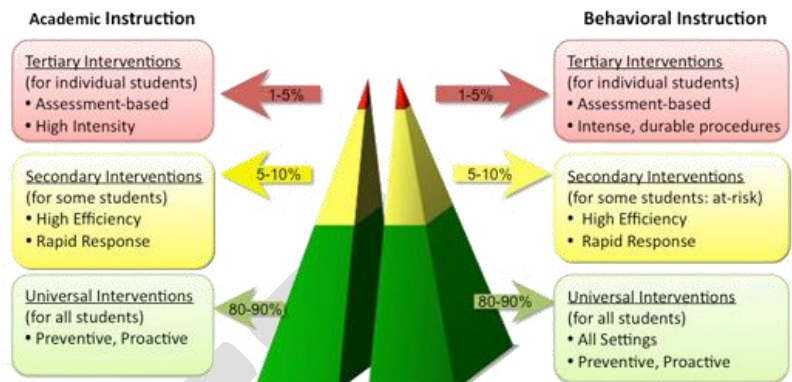 Academic Instruction
Tertiary Interventions
(for individual students)
• Assessment-based
• High Intensity
1-5%
Secondary Interventions
(for some students)
• High Efficiency
• Rapid Response
5-10%
Universal Interventions
(for all students)
• Preventive, Proactive
80-90%
Behavioral Instruction
1-5%
Tertiary Interventions
(for individual students)
• Assessment-based
• Intense, durable procedures
5-10%
Secondary Interventions
(for some students: at-risk)
• High Efficiency
• Rapid Response
80-90%
Universal Interventions
(for all students)
• All Settings
• Preventive, Proactive